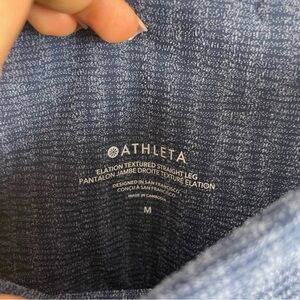 ATHLETA
ELATION TEXTURED STRAIGHT LEG
PANTALON JAMBE DROITE TEXTURE ELATION
DESIGNED IN SAN FRANCISCO
CONÇU À SAN FRANCISCO
MADE IN CAMBODIA
M